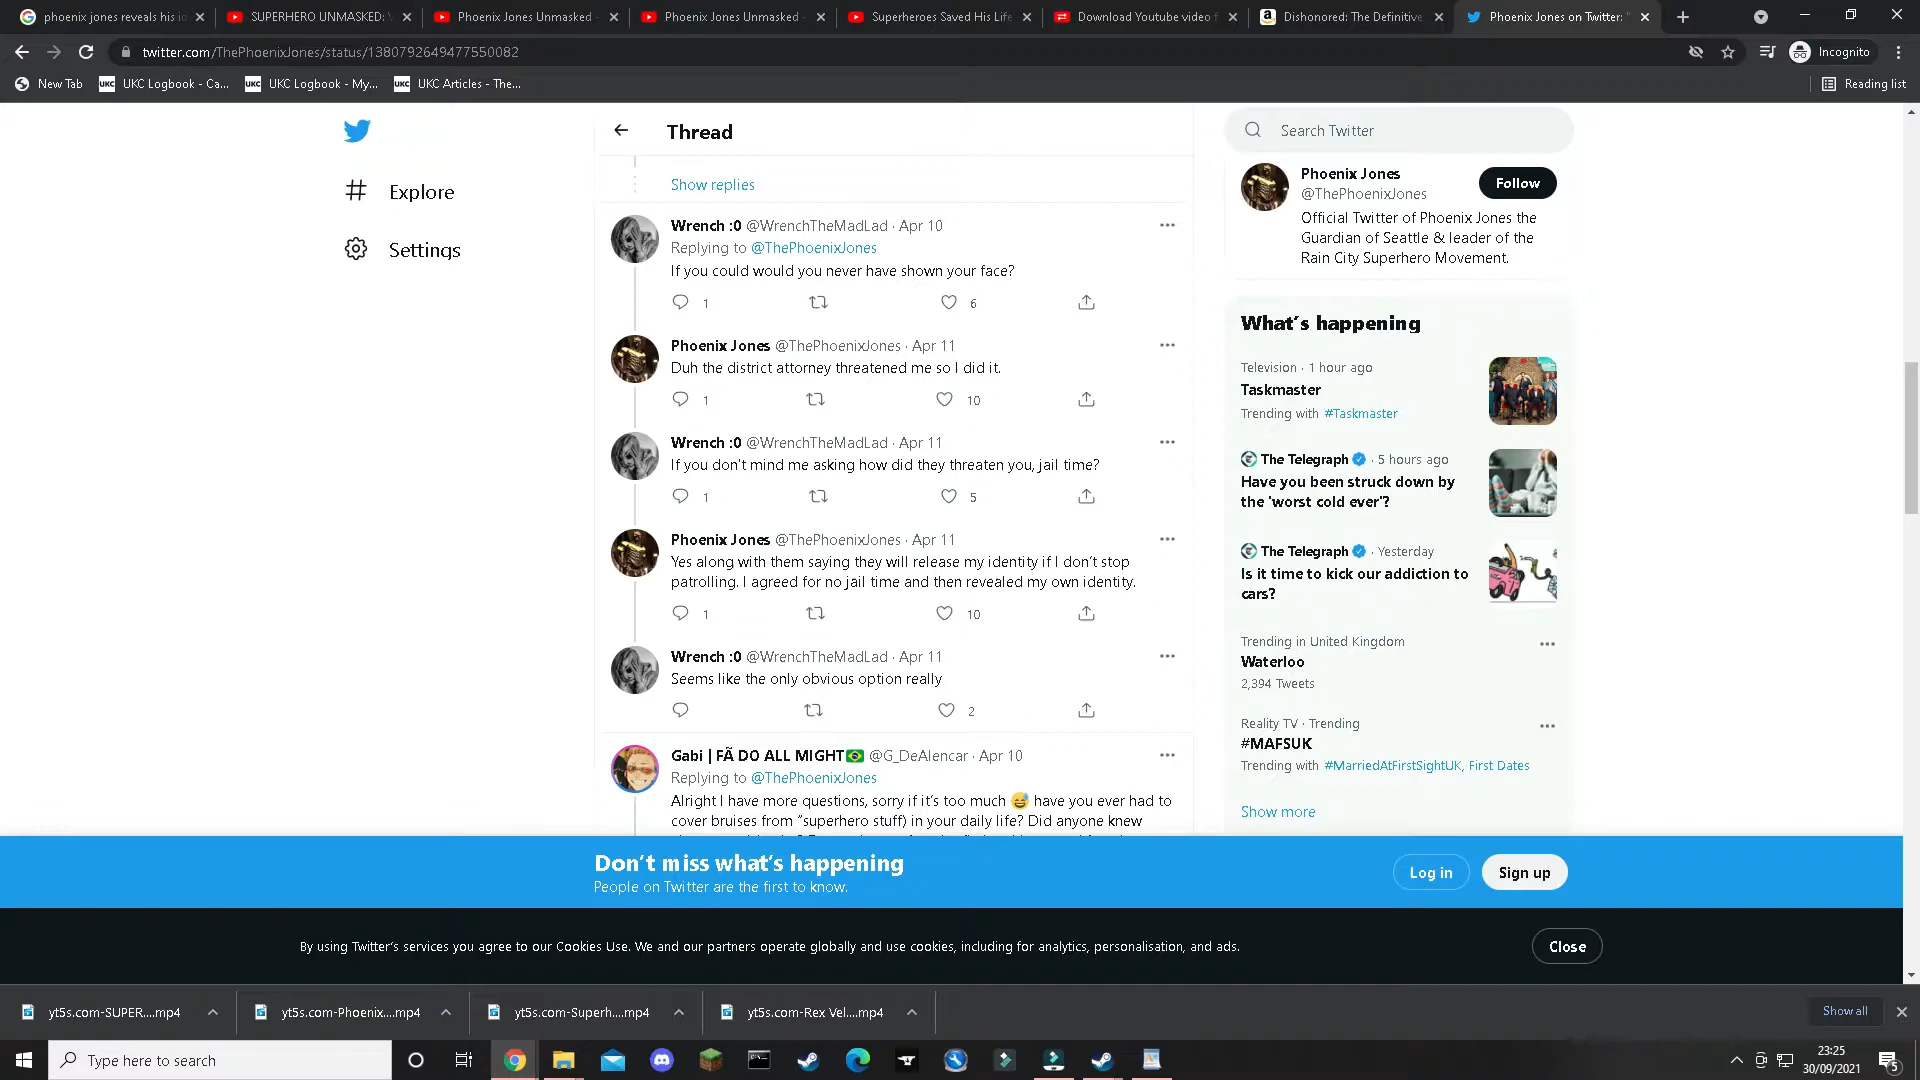 phoenix jones reveals his i
SUPERHERO UNMASKED:
Phoenix Jones Unmasked -
Phoenix Jones Unmasked -
Superheroes Saved His Life
Download Youtube video f
Dishonored: The Definitive
Phoenix Jones on Twitter: "
twitter.com/ThePhoenixJones/status/1380792649477550082
Incognito
New Tab
UKC Logbook - Ca...
UKC Logbook - My...
UKC Articles - The...
Reading list
Explore
Settings
Thread
Show replies
Wrench :0 @WrenchTheMadLad · Apr 10
Replying to @ThePhoenixJones
If you could would you never have shown your face?
1
6
Phoenix Jones @ThePhoenixJones · Apr 11
Duh the district attorney threatened me so I did it.
1
10
Wrench :0 @WrenchTheMadLad · Apr 11
If you don't mind me asking how did they threaten you, jail time?
1
5
Phoenix Jones @ThePhoenixJones · Apr 11
Yes along with them saying they will release my identity if I don't stop
patrolling. I agreed for no jail time and then revealed my own identity.
1
10
Wrench :0 @WrenchTheMadLad · Apr 11
Seems like the only obvious option really
2
Gabi | FÃ DO ALL MIGHT🇧🇷 @G_DeAlencar · Apr 10
Replying to @ThePhoenixJones
Alright I have more questions, sorry if it's too much 😅 have you ever had to
cover bruises from "superhero stuff) in your daily life? Did anyone knew
Search Twitter
Phoenix Jones
@ThePhoenixJones
Follow
Official Twitter of Phoenix Jones the
Guardian of Seattle & leader of the
Rain City Superhero Movement.
What's happening
Television · 1 hour ago
Taskmaster
Trending with #Taskmaster
The Telegraph · 5 hours ago
Have you been struck down by
the 'worst cold ever'?
The Telegraph · Yesterday
Is it time to kick our addiction to
cars?
Trending in United Kingdom
Waterloo
2,394 Tweets
Reality TV · Trending
#MAFSUK
Trending with #MarriedAtFirstSightUK, First Dates
Show more
Don't miss what's happening
People on Twitter are the first to know.
Log in
Sign up
By using Twitter's services you agree to our Cookies Use. We and our partners operate globally and use cookies, including for analytics, personalisation, and ads.
Close
yt5s.com-SUPER....mp4
yt5s.com-Phoenix....mp4
yt5s.com-Superh....mp4
yt5s.com-Rex Vel....mp4
Show all
Type here to search
23:25
30/09/2021
5